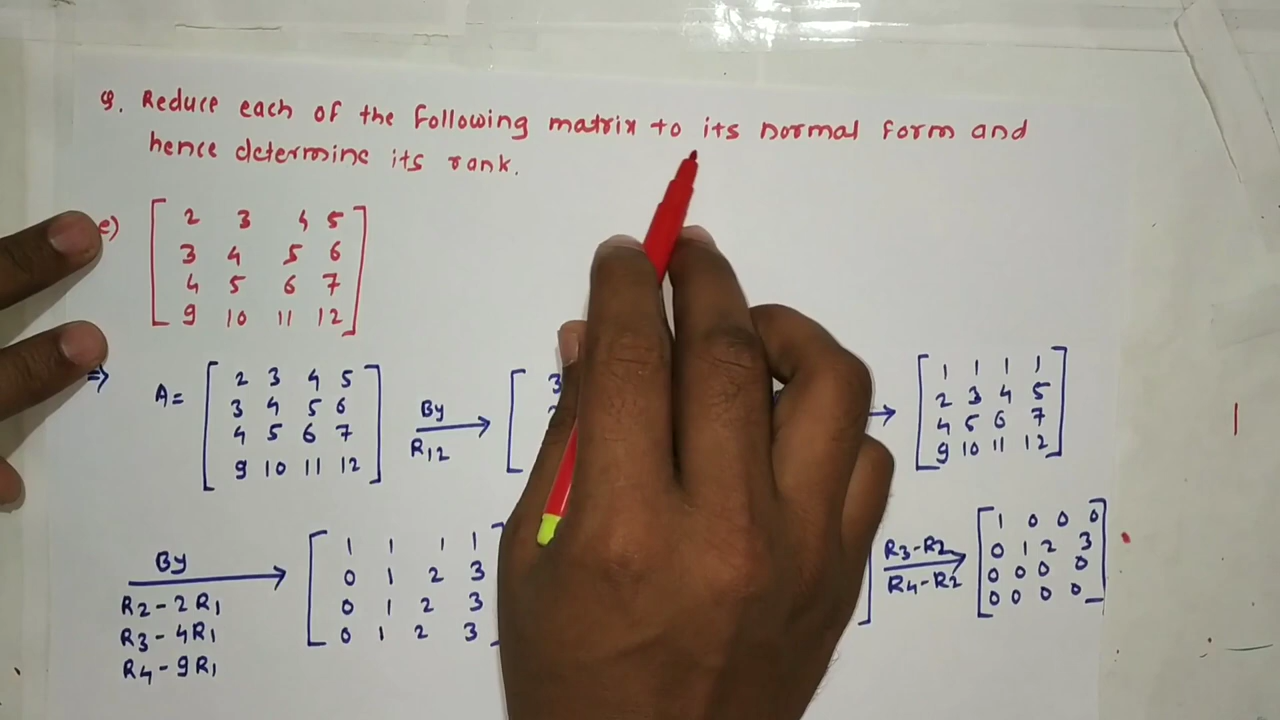 Q. Reduce each of the following matrix to its normal form and
hence determine its rank.
e)
2 3 4 5
3 4 5 6
4 5 6 7
9 10 11 12
⇒ A=
2 3 4 5
3 4 5 6
4 5 6 7
9 10 11 12
By
R12
3
1 1 1 1
2 3 4 5
4 5 6 7
9 10 11 12
By
R2-2R1
R3-4R1
R4-9R1
1 1 1 1
0 1 2 3
0 1 2 3
0 1 2 3
R3-R2
R4-R2
1 0 0 0
0 1 2 3
0 0 0 0
0 0 0 0